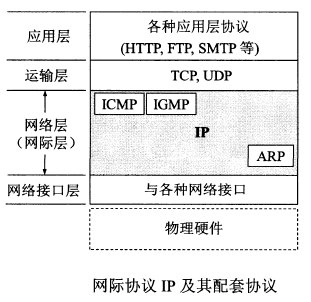 应用层
各种应用层协议
(HTTP, FTP, SMTP 等)
运输层
TCP, UDP
网络层
(网际层)
ICMP
IGMP
IP
ARP
网络接口层
与各种网络接口
物理硬件
网际协议 IP 及其配套协议